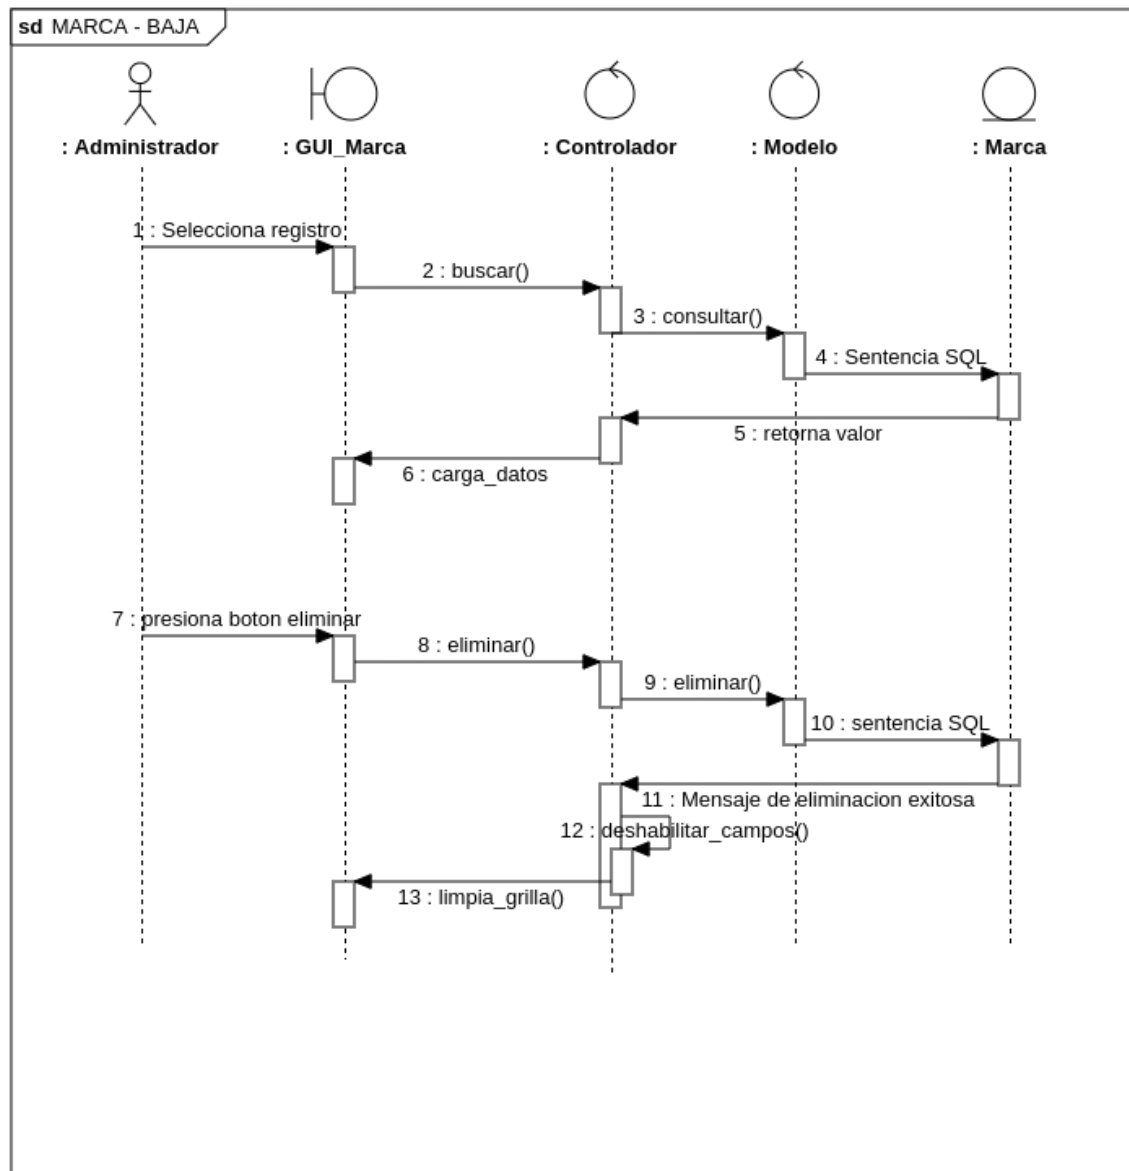 sd MARCA - BAJA
: Administrador
: GUI_Marca
: Controlador
: Modelo
: Marca
1 : Selecciona registro
2 : buscar()
3 : consultar()
4 : Sentencia SQL
5 : retorna valor
6 : carga_datos
7 : presiona boton eliminar
8 : eliminar()
9 : eliminar()
10 : sentencia SQL
11 : Mensaje de eliminacion exitosa
12 : deshabilitar_campos()
13 : limpia_grilla()